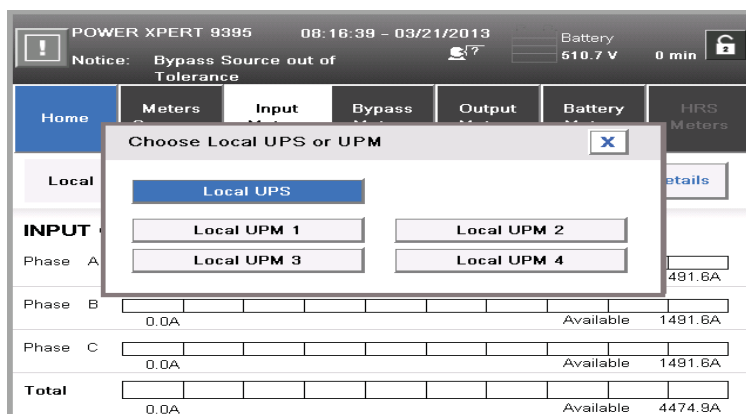 POWER XPERT 9395 08:16:39 - 03/21/2013 Battery
! Notice: Bypass Source out of Tolerance ? 510.7 V 0 min 2
Home Meters Input Bypass Output Battery HRS Meters
Choose Local UPS or UPM X
Local
Local UPS
Local UPM 1 Local UPM 2
INPUT
Local UPM 3 Local UPM 4
Phase A
491.6A
Phase B
0.0A Available 1491.6A
Phase C
0.0A Available 1491.6A
Total
0.0A Available 4474.9A